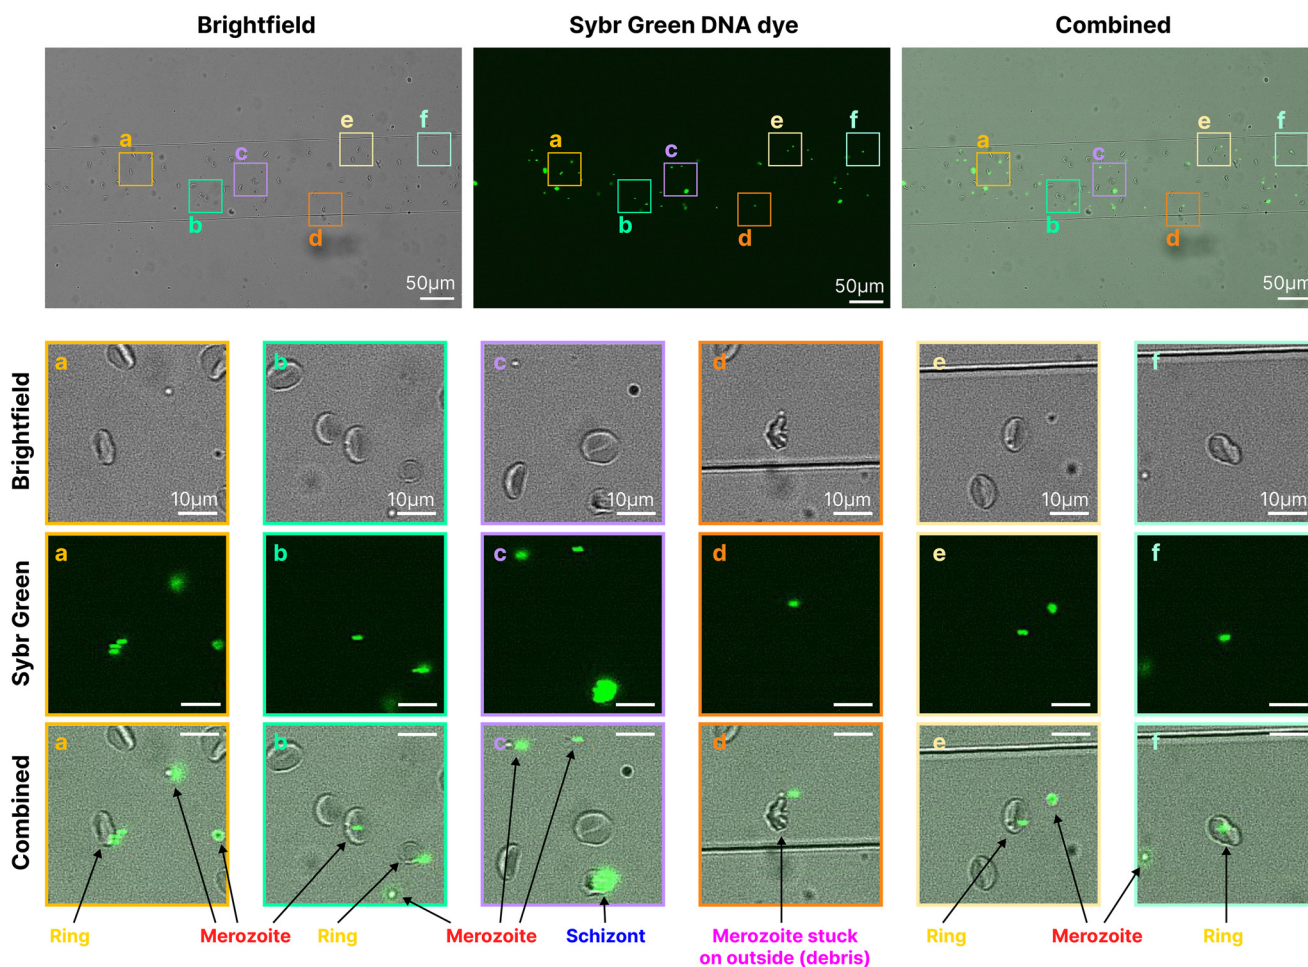 Brightfield Sybr Green DNA dye Combined
a b c d e f
50µm
a b c d e f
50µm
a b c d e f
50µm
Brightfield
a 10µm
b 10µm
c 10µm
d 10µm
e 10µm
f 10µm
Sybr Green
a b c d e f
Combined
a b c d e f
Ring Merozoite Ring Merozoite Schizont Merozoite stuck Ring Merozoite Ring
on outside (debris)